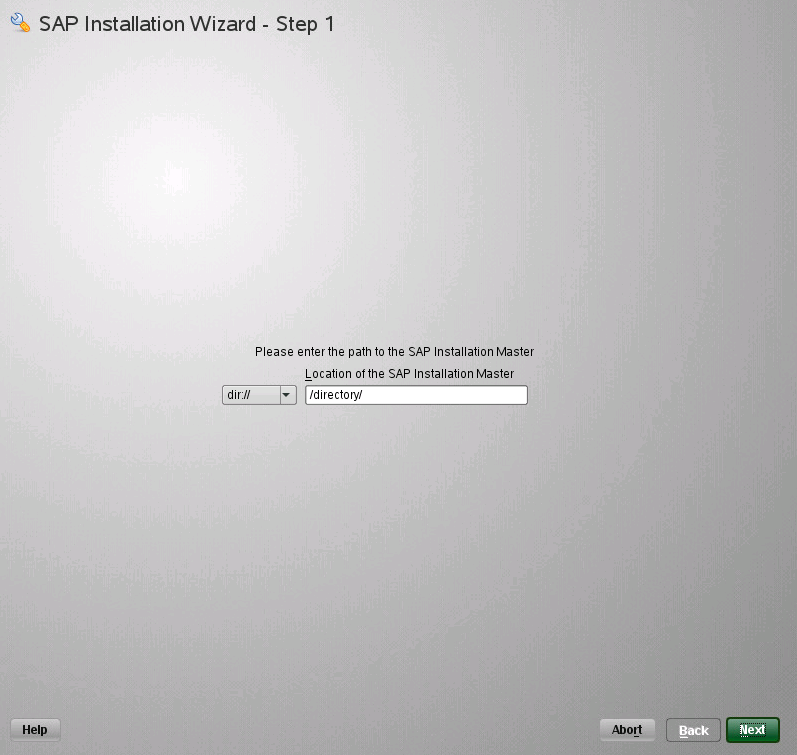 SAP Installation Wizard - Step 1
Please enter the path to the SAP Installation Master
Location of the SAP Installation Master
dir://
/directory/
Help
Abort
Back
Next